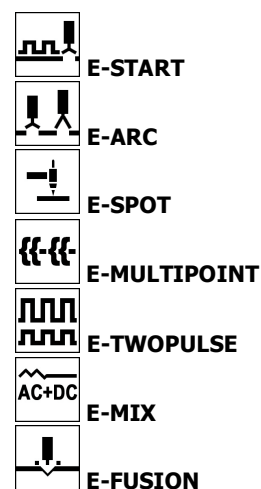 E-START
E-ARC
E-SPOT
E-MULTIPOINT
E-TWOPULSE
AC+DC E-MIX
E-FUSION